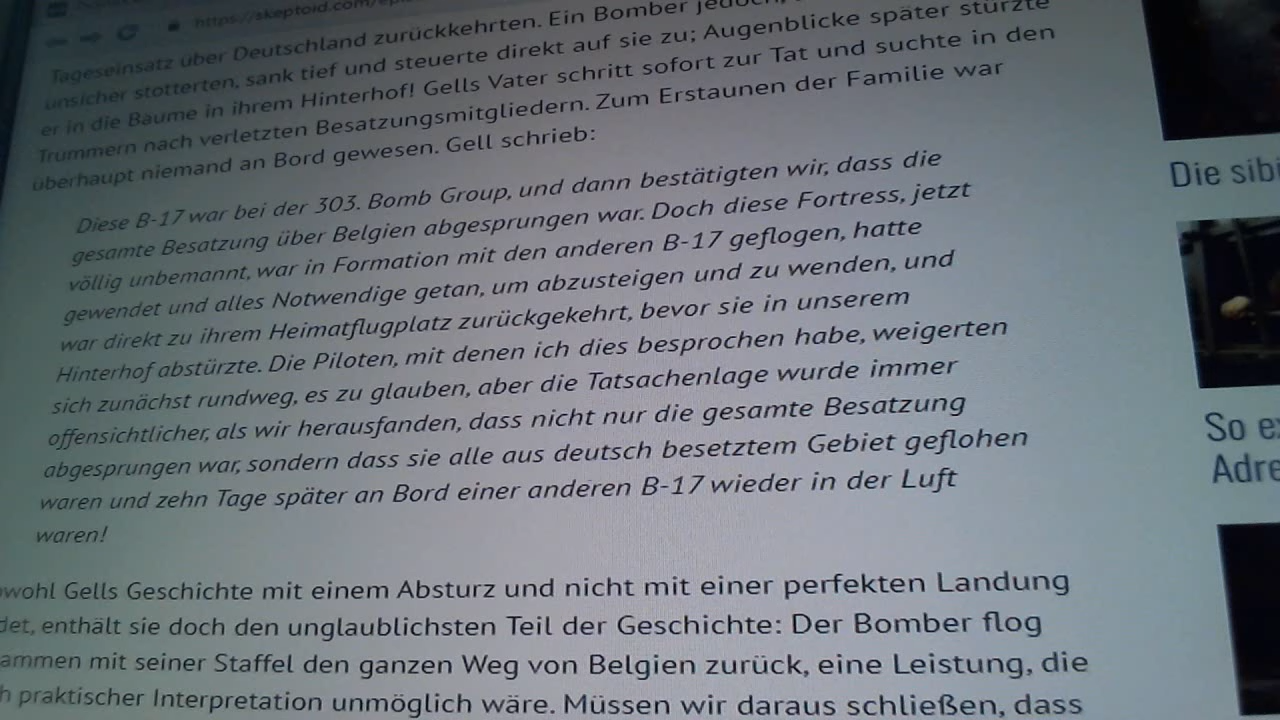 https://skeptoid.com/
Tageseinsatz über Deutschland zurückkehrten. Ein Bomber
unsicher stotterten, sank tief und steuerte direkt auf sie zu; Augenblicke später stürzte
er in die Bäume in ihrem Hinterhof! Gells Vater schritt sofort zur Tat und suchte in den
Trümmern nach verletzten Besatzungsmitgliedern. Zum Erstaunen der Familie war
überhaupt niemand an Bord gewesen. Gell schrieb:
Diese B-17 war bei der 303. Bomb Group, und dann bestätigten wir, dass die
gesamte Besatzung über Belgien abgesprungen war. Doch diese Fortress, jetzt
völlig unbemannt, war in Formation mit den anderen B-17 geflogen, hatte
gewendet und alles Notwendige getan, um abzusteigen und zu wenden, und
war direkt zu ihrem Heimatflugplatz zurückgekehrt, bevor sie in unserem
Hinterhof abstürzte. Die Piloten, mit denen ich dies besprochen habe, weigerten
sich zunächst rundweg, es zu glauben, aber die Tatsachenlage wurde immer
offensichtlicher, als wir herausfanden, dass nicht nur die gesamte Besatzung
abgesprungen war, sondern dass sie alle aus deutsch besetztem Gebiet geflohen
waren und zehn Tage später an Bord einer anderen B-17 wieder in der Luft
waren!
Gells Geschichte mit einem Absturz und nicht mit einer perfekten Landung
enthält sie doch den unglaublichsten Teil der Geschichte: Der Bomber flog
mit seiner Staffel den ganzen Weg von Belgien zurück, eine Leistung, die
praktischer Interpretation unmöglich wäre. Müssen wir daraus schließen, dass
Die
So